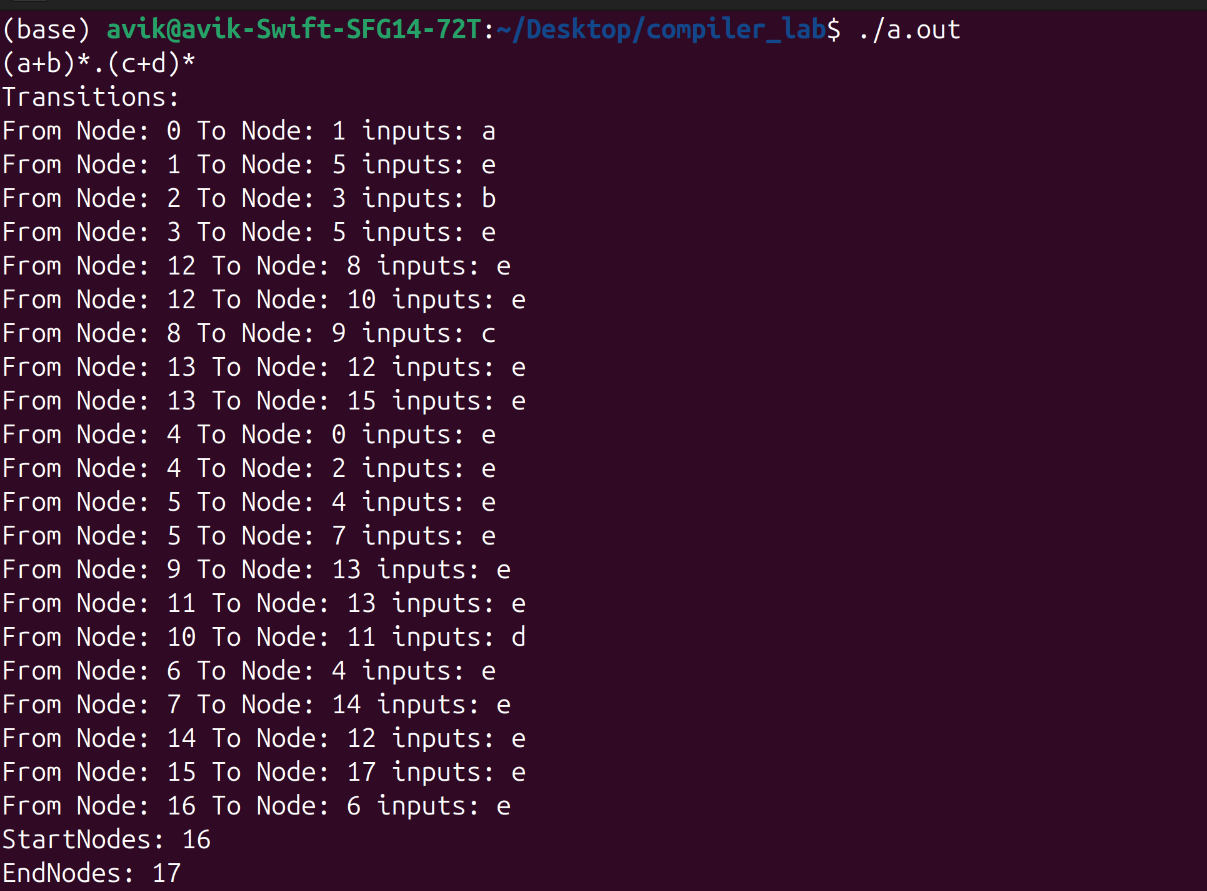 (base) avik@avik-Swift-SFG14-72T:~/Desktop/compiler_lab$ ./a.out
(a+b)*.(c+d)*
Transitions:
From Node: 0 To Node: 1 inputs: a
From Node: 1 To Node: 5 inputs: e
From Node: 2 To Node: 3 inputs: b
From Node: 3 To Node: 5 inputs: e
From Node: 12 To Node: 8 inputs: e
From Node: 12 To Node: 10 inputs: e
From Node: 8 To Node: 9 inputs: c
From Node: 13 To Node: 12 inputs: e
From Node: 13 To Node: 15 inputs: e
From Node: 4 To Node: 0 inputs: e
From Node: 4 To Node: 2 inputs: e
From Node: 5 To Node: 4 inputs: e
From Node: 5 To Node: 7 inputs: e
From Node: 9 To Node: 13 inputs: e
From Node: 11 To Node: 13 inputs: e
From Node: 10 To Node: 11 inputs: d
From Node: 6 To Node: 4 inputs: e
From Node: 7 To Node: 14 inputs: e
From Node: 14 To Node: 12 inputs: e
From Node: 15 To Node: 17 inputs: e
From Node: 16 To Node: 6 inputs: e
StartNodes: 16
EndNodes: 17